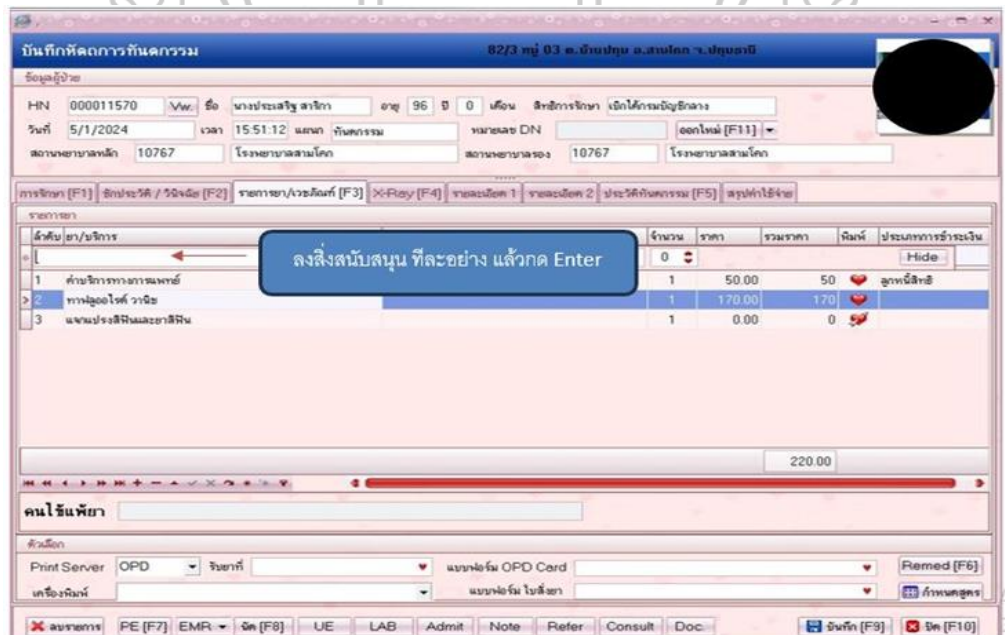 บันทึกหัตถการทันตกรรม 82/3 หมู่ 03 ต.บ้านปทุม อ.สามโคก จ.ปทุมธานี
ข้อมูลผู้ป่วย
HN 000011570 Vw. ชื่อ นางประเสริฐ สาริกา อายุ 96 ปี 0 เดือน สิทธิการรักษา เบิกได้กรมบัญชีกลาง
วันที่ 5/1/2024 เวลา 15:51:12 แผนก ทันตกรรม หมายเลข DN ออกใหม่ [F11]
สถานพยาบาลหลัก 10767 โรงพยาบาลสามโคก สถานพยาบาลรอง 10767 โรงพยาบาลสามโคก
การรักษา [F1] ซักประวัติ / วินิจฉัย [F2] รายการยา/เวชภัณฑ์ [F3] X-Ray [F4] รายละเอียด 1 รายละเอียด 2 ประวัติทันตกรรม [F5] สรุปค่าใช้จ่าย
รายการยา
ลำดับ ยา/บริการ จำนวน ราคา รวมราคา พิมพ์ ประเภทการชำระเงิน
ลงสิ่งสนับสนุน ทีละอย่าง แล้วกด Enter 0 Hide
1 ค่าบริการทางการแพทย์ 1 50.00 50 ลูกหนี้สิทธิ
2 ทาฟลูออไรด์ วานิช 1 170.00 170
3 แจกแปรงสีฟันและยาสีฟัน 1 0.00 0
220.00
คนไข้แพ้ยา
ตัวเลือก
Print Server OPD รับยาที่ แบบฟอร์ม OPD Card Remed [F6]
เครื่องพิมพ์ แบบฟอร์ม ใบสั่งยา กำหนดสูตร
ลบรายการ PE [F7] EMR นัด [F8] UE LAB Admit Note Refer Consult Doc. บันทึก [F9] ปิด [F10]